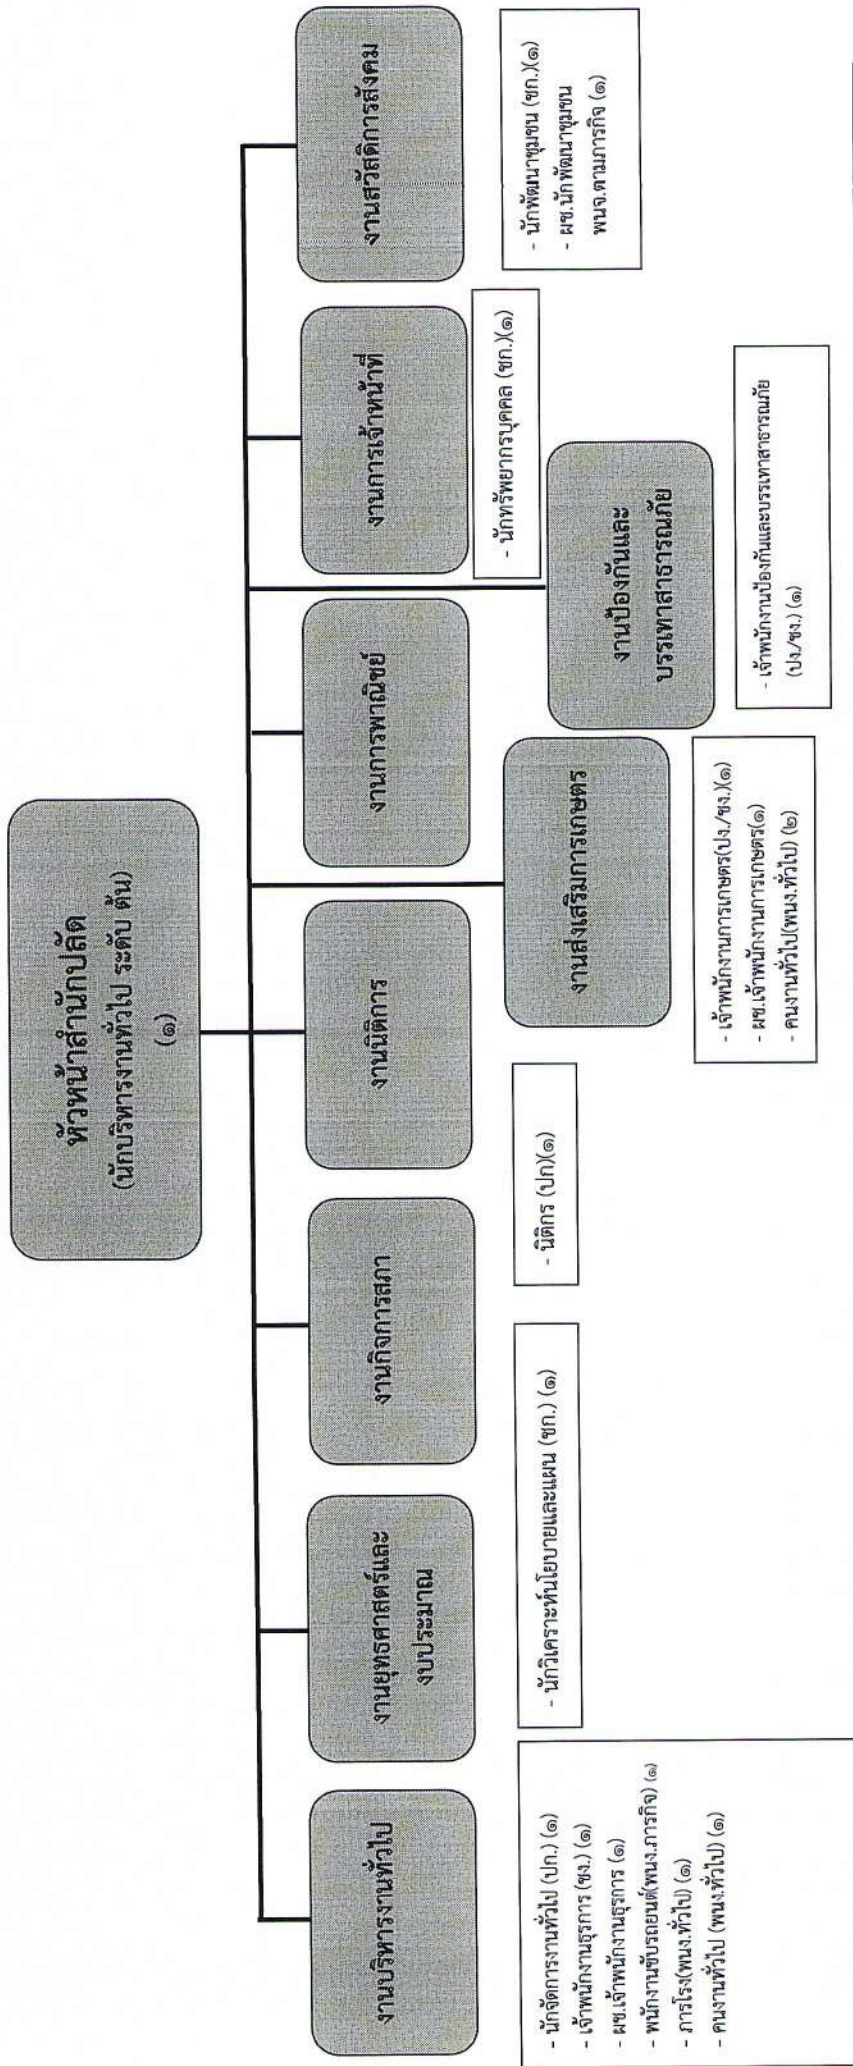 หัวหน้าสำนักปลัด
(นักบริหารงานทั่วไป ระดับ ต้น)
(๑)
งานบริหารงานทั่วไป
งานยุทธศาสตร์และ
งบประมาณ
งานกิจการสภา
งานนิติการ
งานการพาณิชย์
งานการเจ้าหน้าที่
งานสวัสดิการสังคม
งานส่งเสริมการเกษตร
งานป้องกันและ
บรรเทาสาธารณภัย
- นักจัดการงานทั่วไป (ปก.) (๑)
- เจ้าพนักงานธุรการ (ชง.) (๑)
- ผช.เจ้าพนักงานธุรการ (๑)
- พนักงานขับรถยนต์(พนง.ภารกิจ) (๑)
- ภารโรง(พนง.ทั่วไป) (๑)
- คนงานทั่วไป (พนง.ทั่วไป) (๑)
- นักวิเคราะห์นโยบายและแผน (ชก.) (๑)
- นิติกร (ปก)(๑)
- เจ้าพนักงานการเกษตร(ปง./ชง.)(๑)
- ผช.เจ้าพนักงานการเกษตร(๑)
- คนงานทั่วไป(พนง.ทั่วไป) (๒)
- เจ้าพนักงานป้องกันและบรรเทาสาธารณภัย
(ปง./ชง.) (๑)
- นักทรัพยากรบุคคล (ชก.)(๑)
- นักพัฒนาชุมชน (ชก.)(๑)
- ผช.นักพัฒนาชุมชน
พนจ.ตามภารกิจ (๑)